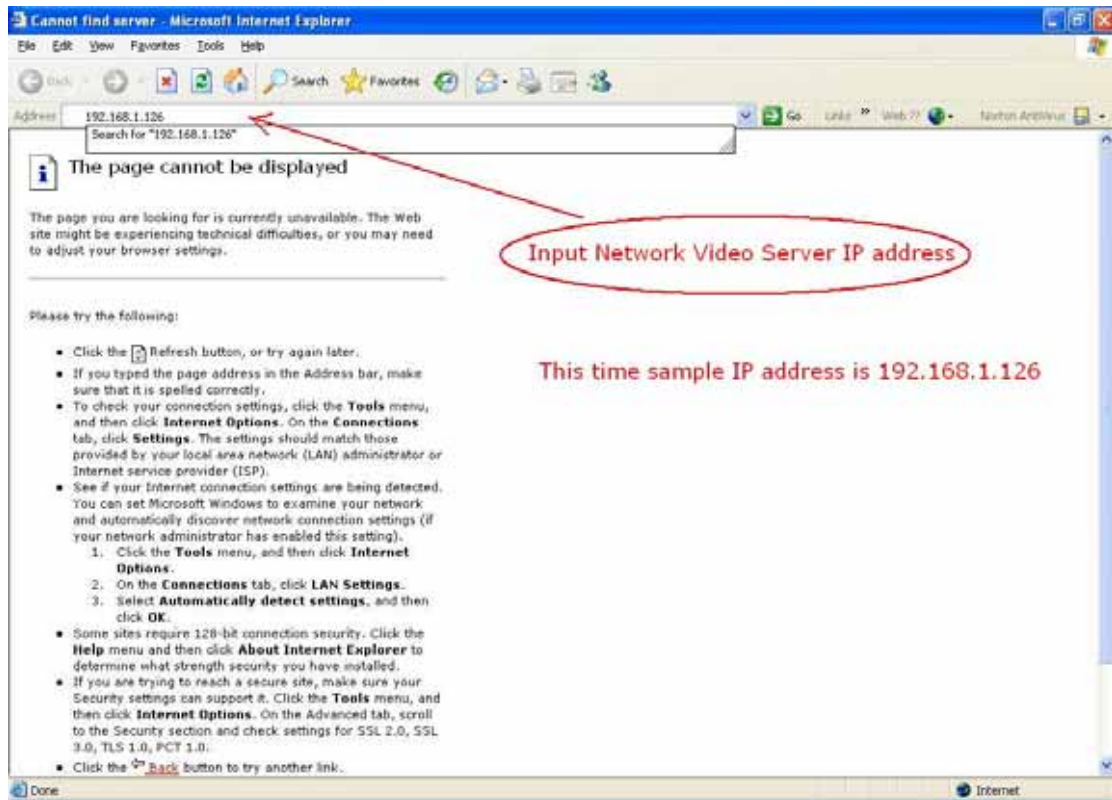 Cannot find server - Microsoft Internet Explorer
File Edit View Favorites Tools Help
Back Search Favorites
Address 192.168.1.126 Go Links » Norton AntiVirus
Search for "192.168.1.126"
The page cannot be displayed
The page you are looking for is currently unavailable. The Web
site might be experiencing technical difficulties, or you may need
to adjust your browser settings.
Input Network Video Server IP address
Please try the following:
This time sample IP address is 192.168.1.126
• Click the Refresh button, or try again later.
• If you typed the page address in the Address bar, make
sure that it is spelled correctly.
• To check your connection settings, click the Tools menu,
and then click Internet Options. On the Connections
tab, click Settings. The settings should match those
provided by your local area network (LAN) administrator or
Internet service provider (ISP).
• See if your Internet connection settings are being detected.
You can set Microsoft Windows to examine your network
and automatically discover network connection settings (if
your network administrator has enabled this setting).
1. Click the Tools menu, and then click Internet
Options.
2. On the Connections tab, click LAN Settings.
3. Select Automatically detect settings, and then
click OK.
• Some sites require 128-bit connection security. Click the
Help menu and then click About Internet Explorer to
determine what strength security you have installed.
• If you are trying to reach a secure site, make sure your
Security settings can support it. Click the Tools menu, and
then click Internet Options. On the Advanced tab, scroll
to the Security section and check settings for SSL 2.0, SSL
3.0, TLS 1.0, PCT 1.0.
• Click the Back button to try another link.
Done Internet